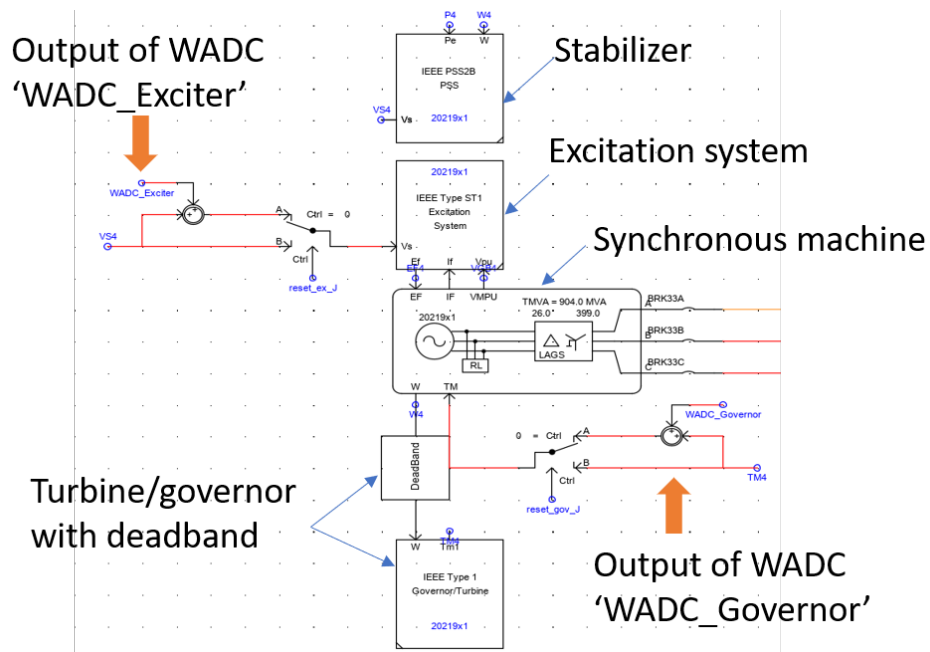 Output of WADC
‘WADC_Exciter’
P4 W4
Pe W
IEEE PSS2B
PSS
20219x1
VS4 Vs
Stabilizer
Excitation system
20219x1
IEEE Type ST1
Excitation
System
WADC_Exciter
A Ctrl = 0
VS4 B
Ctrl
Vs
reset_ex_J
Ef If Vpu
EF4
EF IF VMPU
Synchronous machine
TMVA = 904.0 MVA
26.0 399.0
20219x1
LAGS
RL
A BRK33A
B BRK33B
C BRK33C
W TM
W4
WADC_Governor
0 = Ctrl A
B
Ctrl
TM4
reset_gov_J
DeadBand
Turbine/governor
with deadband
TM4
W Tm1
IEEE Type 1
Governor/Turbine
20219x1
Output of WADC
‘WADC_Governor’